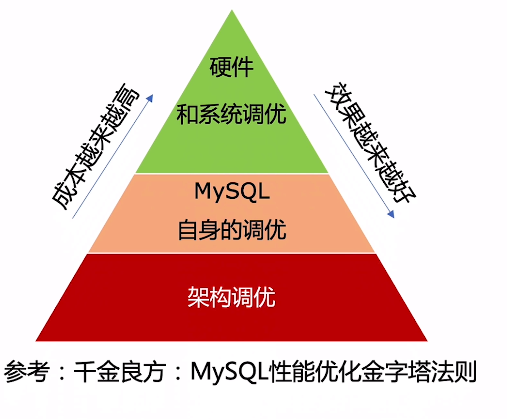 硬件
和系统调优
成本越来越高
效果越来越好
MySQL
自身的调优
架构调优
参考：千金良方：MySQL性能优化金字塔法则